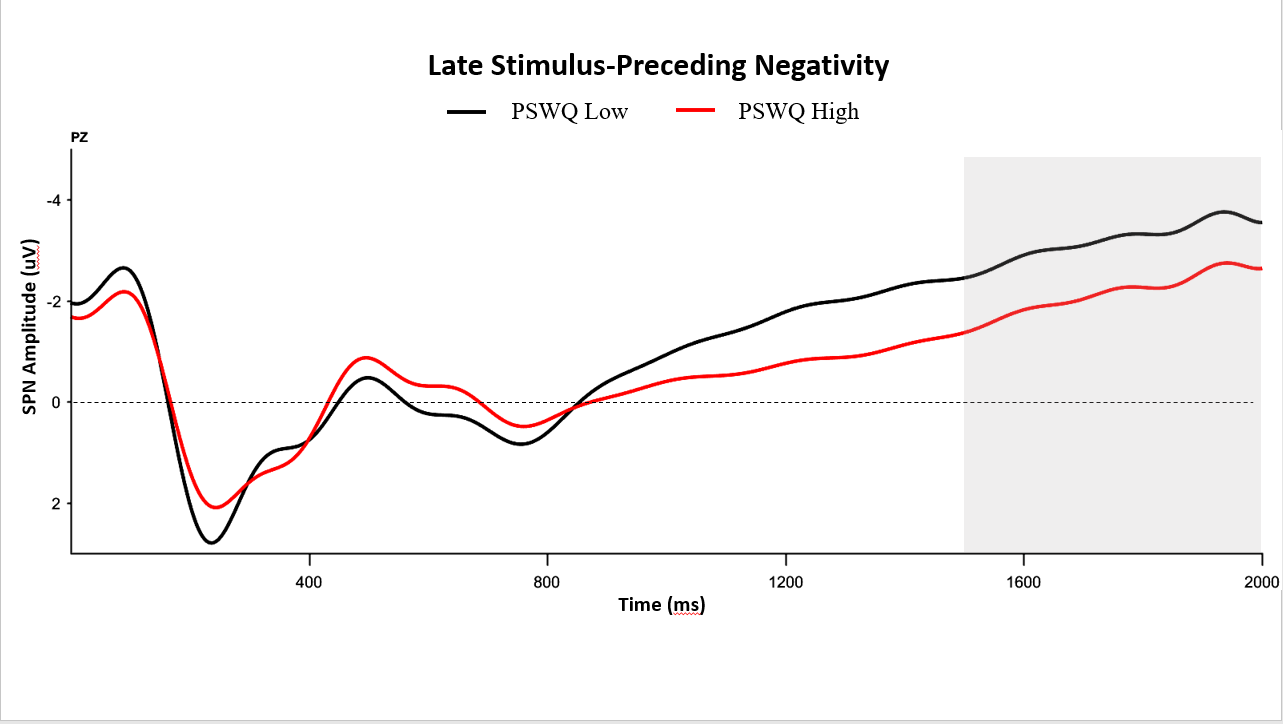 Late Stimulus-Preceding Negativity
PSWQ Low PSWQ High
PZ
SPN Amplitude (uV)
-4
-2
0
2
400 800 1200 1600 2000
Time (ms)